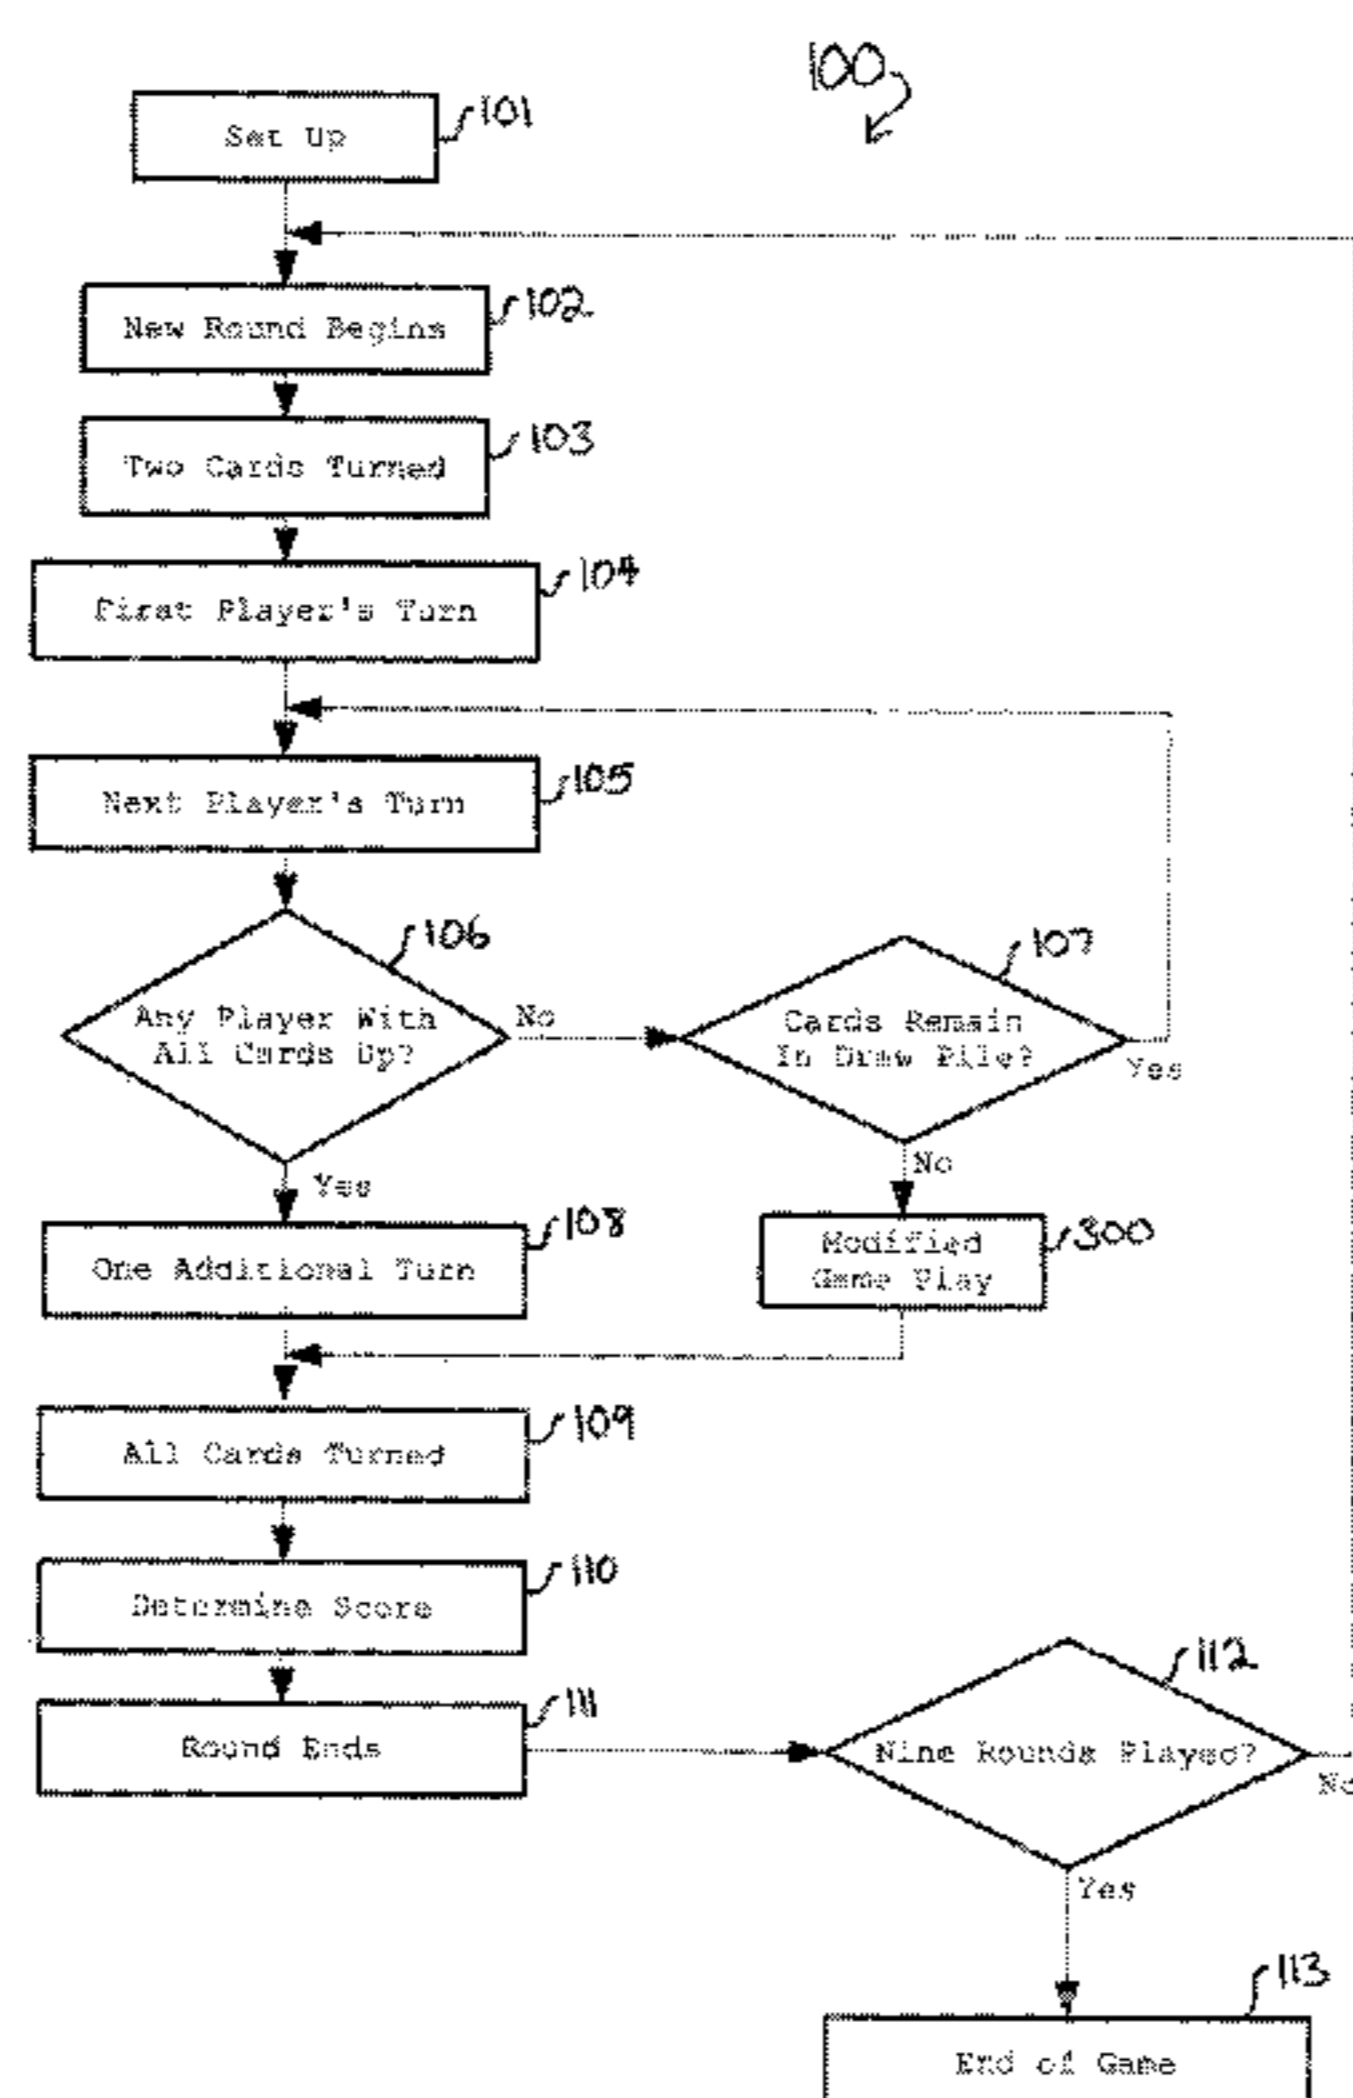 100
Set Up
101
New Round Begins
102
Two Cards Turned
103
First Player's Turn
104
Next Player's Turn
105
Any Player With
All Cards Up?
106
No
Cards Remain
In Draw Pile?
107
Yes
Yes
No
One Additional Turn
108
Modified
Game Play
300
All Cards Turned
109
Determine Score
110
Round Ends
111
Nine Rounds Played?
112
No
Yes
End of Game
113